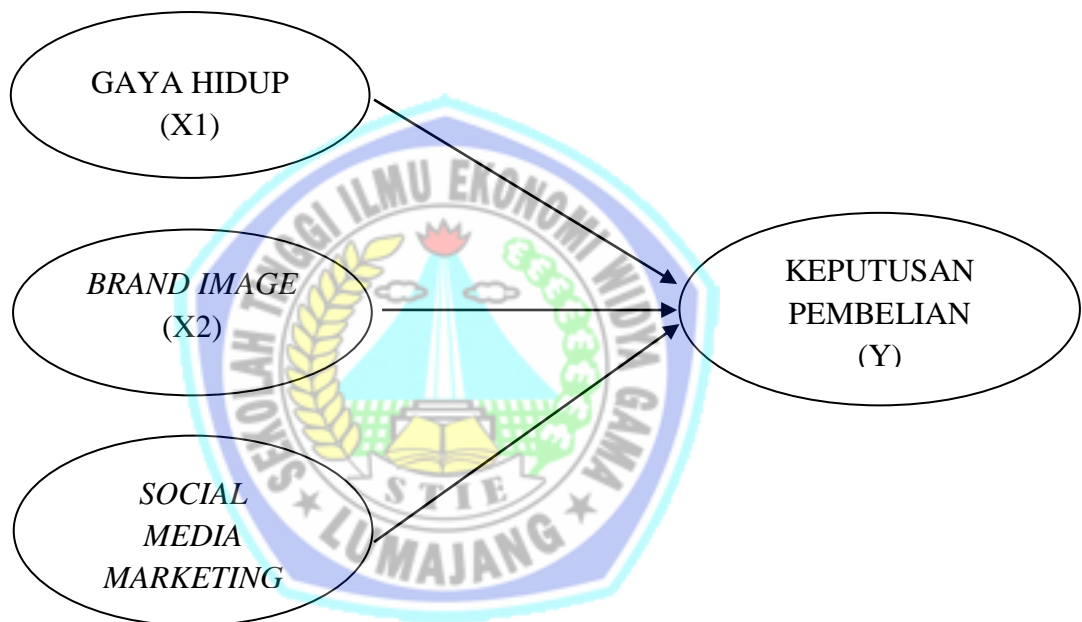 GAYA HIDUP
(X1)
BRAND IMAGE
(X2)
SOCIAL
MEDIA
MARKETING
KEPUTUSAN
PEMBELIAN
(Y)
SEKOLAH TINGGI ILMU EKONOMI WIDYA GAMA
STIE
LUMAJANG